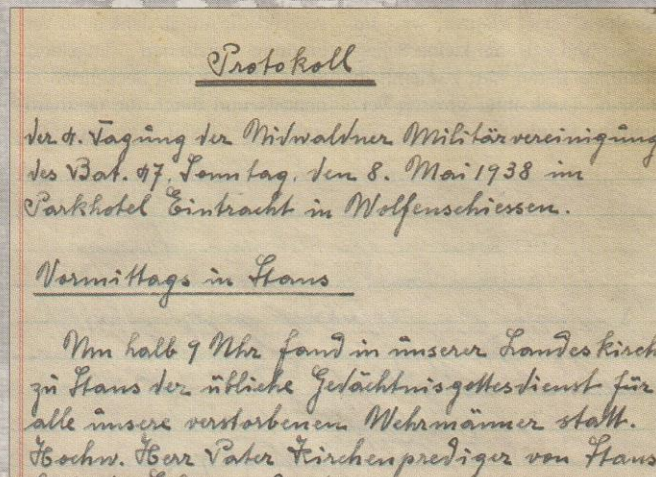 Protokoll
der 4. Tagung der Nidwaldner Militärvereinigung
des Bat. 47, Sonntag, den 8. Mai 1938 im
Parkhotel Eintracht in Wolfenschiessen.
Vormittags in Stans
Um halb 9 Uhr fand in unserer Landeskirch
zu Stans der übliche Gedächtnisgottesdienst für
alle unsere verstorbenen Wehrmänner statt.
Hochw. Herr Pater Kirchenprediger von Stans